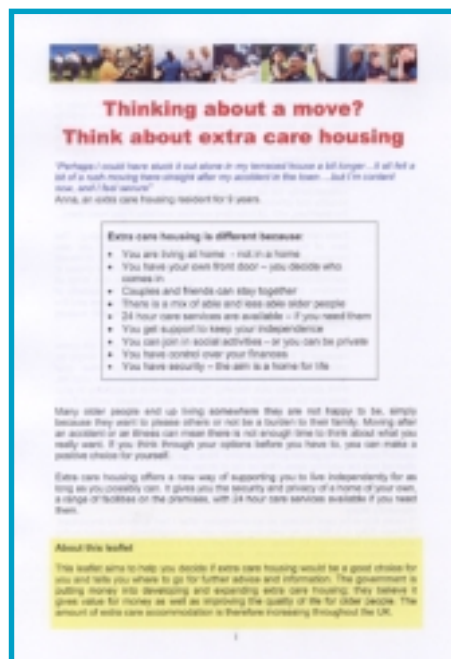 Thinking about a move?
Think about extra care housing
"Perhaps I could have stuck it out alone in my terraced house a bit longer...it all felt a
bit of a rush moving here straight after my accident in the town ... but I'm content
now, and I feel secure"
Anna, an extra care housing resident for 9 years.
Extra care housing is different because:
• You are living at home - not in a home
• You have your own front door – you decide who
comes in
• Couples and friends can stay together
• There is a mix of able and less able older people
• 24 hour care services are available – if you need them
• You get support to keep your independence
• You can join in social activities – or you can be private
• You have control over your finances
• You have security – the aim is a home for life
Many older people end up living somewhere they are not happy to be, simply
because they want to please others or not be a burden to their family. Moving after
an accident or an illness can mean there is not enough time to think about what you
really want. If you think through your options before you have to, you can make a
positive choice for yourself.
Extra care housing offers a new way of supporting you to live independently for as
long as you possibly can. It gives you the security and privacy of a home of your own,
a range of facilities on the premises, with 24 hour care services available if you need
them.
About this leaflet
This leaflet aims to help you decide if extra care housing would be a good choice for
you and tells you where to go for further advice and information. The government is
putting money into developing and expanding extra care housing; they believe it
gives value for money as well as improving the quality of life for older people. The
amount of extra care accommodation is therefore increasing throughout the UK.
1